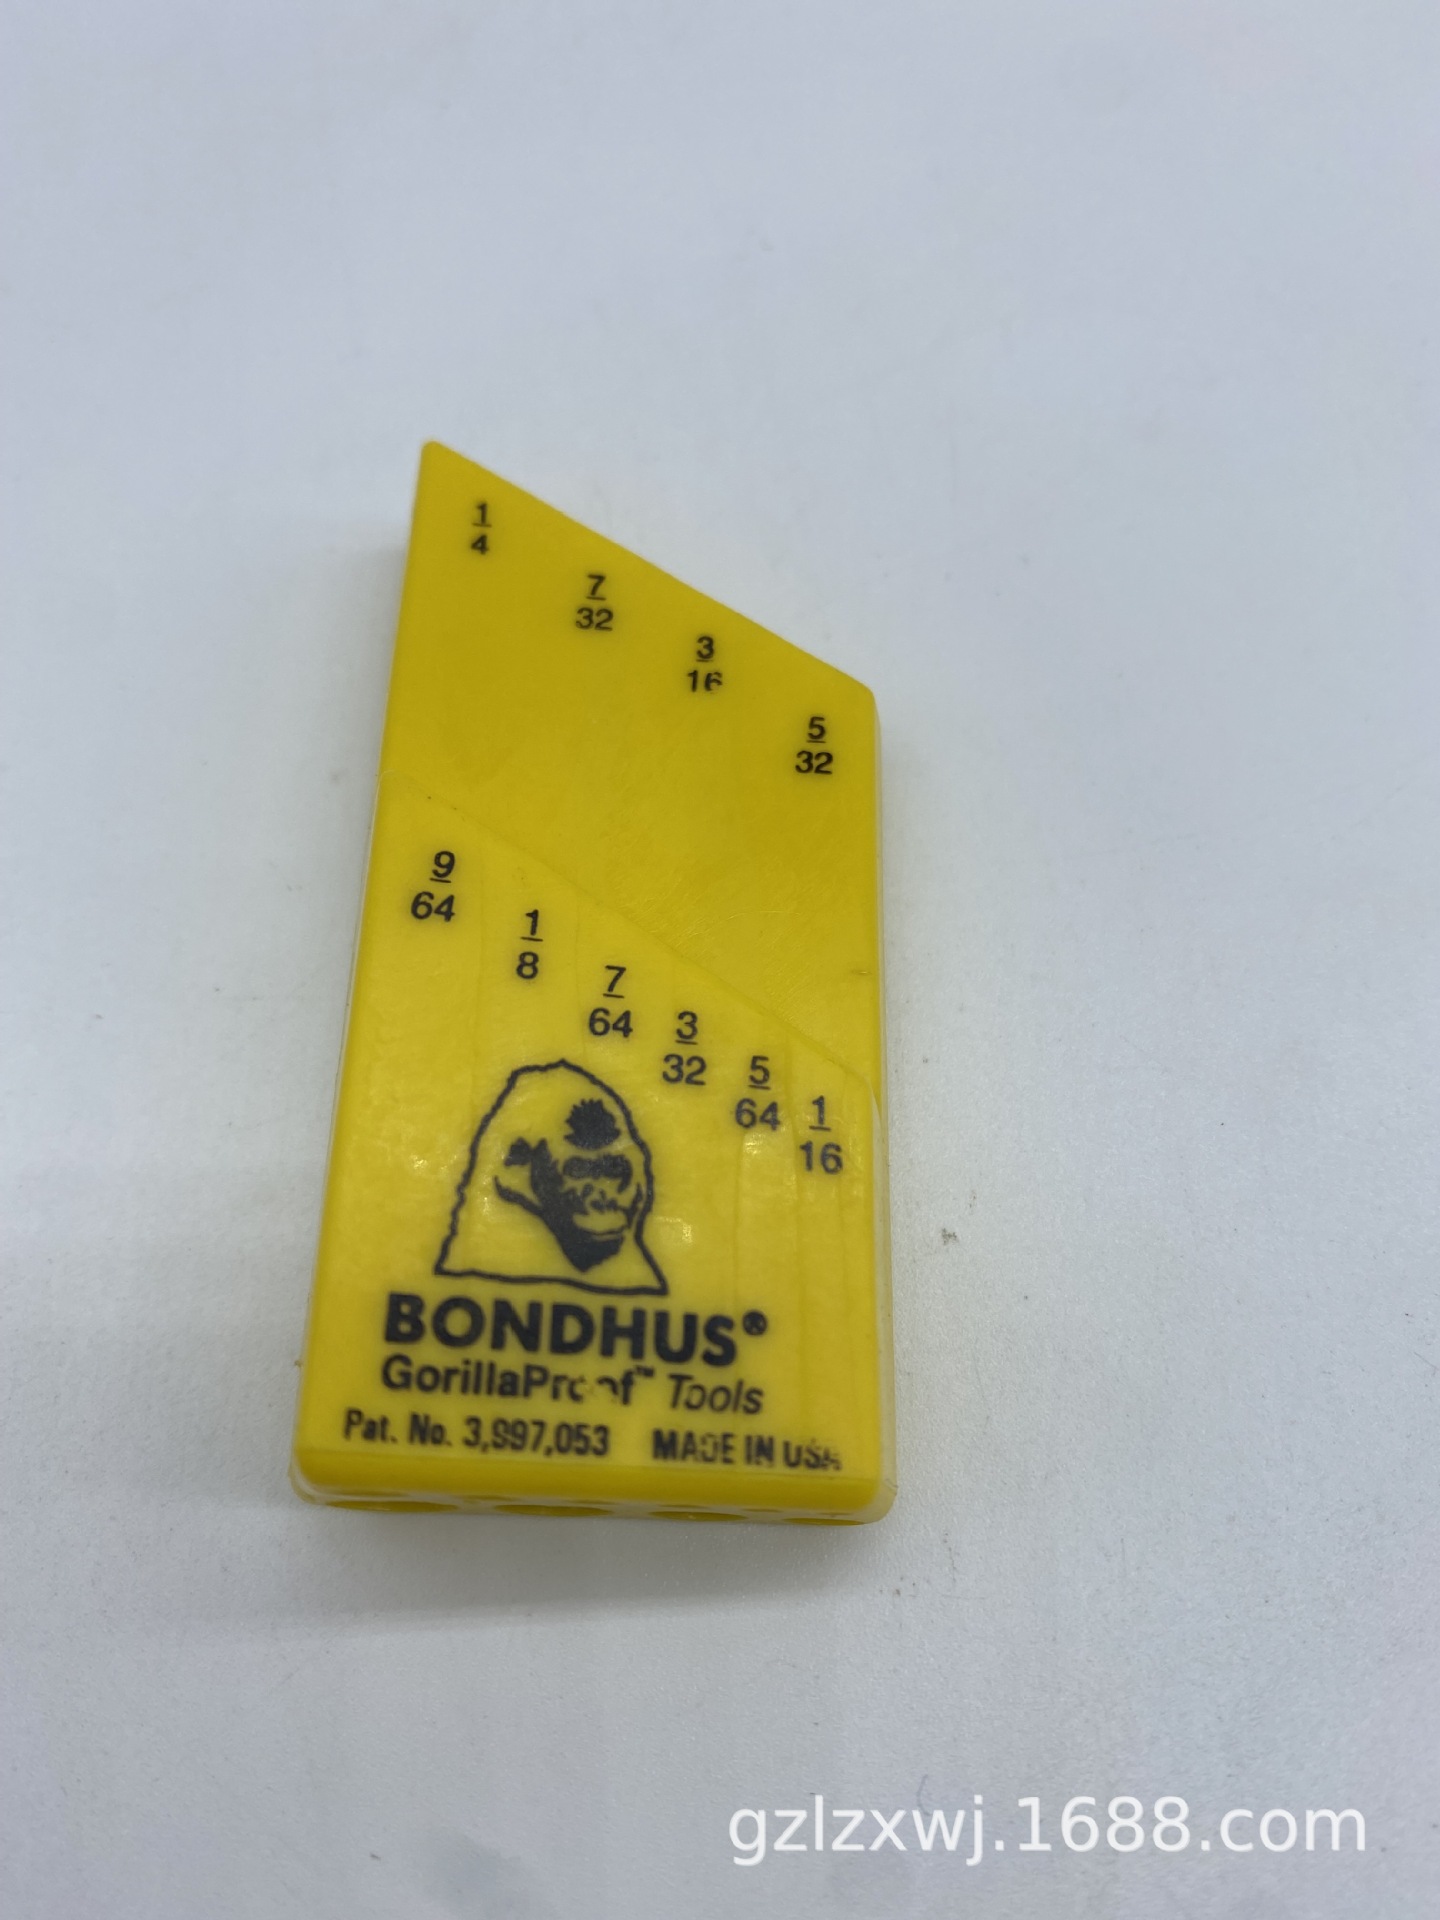 1/4
7/32
3/16
5/32
9/64
1/8
7/64
3/32
5/64
1/16
BONDHUS®
GorillaProof™ Tools
Pat. No. 3,997,053 MADE IN USA
gzlzxwj.1688.com